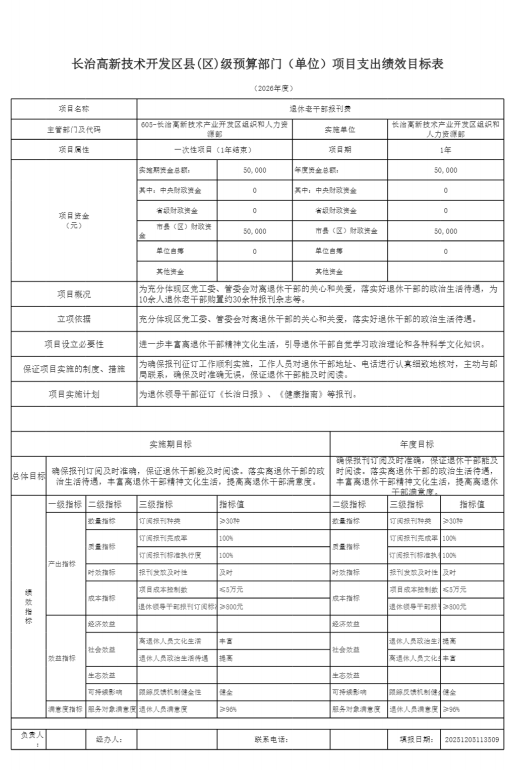 长治高新技术开发区县(区)级预算部门（单位）项目支出绩效目标表
（2026年度）
项目名称 退休老干部报刊费
主管部门及代码 605-长治高新技术产业开发区组织和人力资源部 实施单位 长治高新技术产业开发区组织和人力资源部
项目属性 一次性项目（1年结束） 项目期 1年
项目资金（元）
实施期资金总额： 50,000 年度资金总额： 50,000
其中：中央财政资金 0 其中：中央财政资金 0
省级财政资金 0 省级财政资金 0
市县（区）财政资金 50,000 市县（区）财政资金 50,000
单位自筹 0 单位自筹 0
其他资金 其他资金
项目概况 为充分体现区党工委、管委会对离退休干部的关心和关爱，落实好退休干部的政治生活待遇，为10余人退休老干部购置约30余种报刊杂志等。
立项依据 充分体现区党工委、管委会对离退休干部的关心和关爱，落实好退休干部的政治生活待遇。
项目设立必要性 进一步丰富离退休干部精神文化生活，引导退休干部自觉学习政治理论和各种科学文化知识。
保证项目实施的制度、措施 为确保报刊征订工作顺利实施，工作人员对退休干部地址、电话进行认真细致地核对，主动与邮局联系，确保及时准确无误，保证退休干部能及时阅读。
项目实施计划 为退休领导干部征订《长治日报》、《健康指南》等报刊。
实施期目标 年度目标
总体目标 确保报刊订阅及时准确，保证退休干部能及时阅读。落实离退休干部的政治生活待遇，丰富离退休干部精神文化生活，提高离退休干部满意度。
确保报刊订阅及时准确，保证退休干部能及时阅读。落实离退休干部的政治生活待遇，丰富离退休干部精神文化生活，提高离退休干部满意度。
绩效指标
一级指标 二级指标 三级指标 指标值 二级指标 三级指标 指标值
产出指标
数量指标 订阅报刊种类 ≥30种 数量指标 订阅报刊种类 ≥30种
质量指标 订阅报刊完成率 100% 质量指标 订阅报刊完成率 100%
订阅报刊标准执行度 100% 订阅报刊标准执 100%
时效指标 报刊发放及时性 及时 时效指标 报刊发放及时性 及时
成本指标 项目成本控制数 ≤5万元 成本指标 项目成本控制数 ≤5万元
退休领导干部报刊订阅标 ≥800元 退休领导干部报 ≥800元
效益指标
经济效益 经济效益
社会效益 离退休人员文化生活 丰富 社会效益 退休人员政治生 提高
退休人员政治生活待遇 提高 离退休人员文化 丰富
生态效益 生态效益
可持续影响 跟踪反馈机制健全性 健全 可持续影响 跟踪反馈机制健 健全
满意度指标 服务对象满意度 退休人员满意度 ≥96% 服务对象满意度 退休人员满意度 ≥96%
负责人： 经办人： 联系电话： 填报日期： 20251203113509